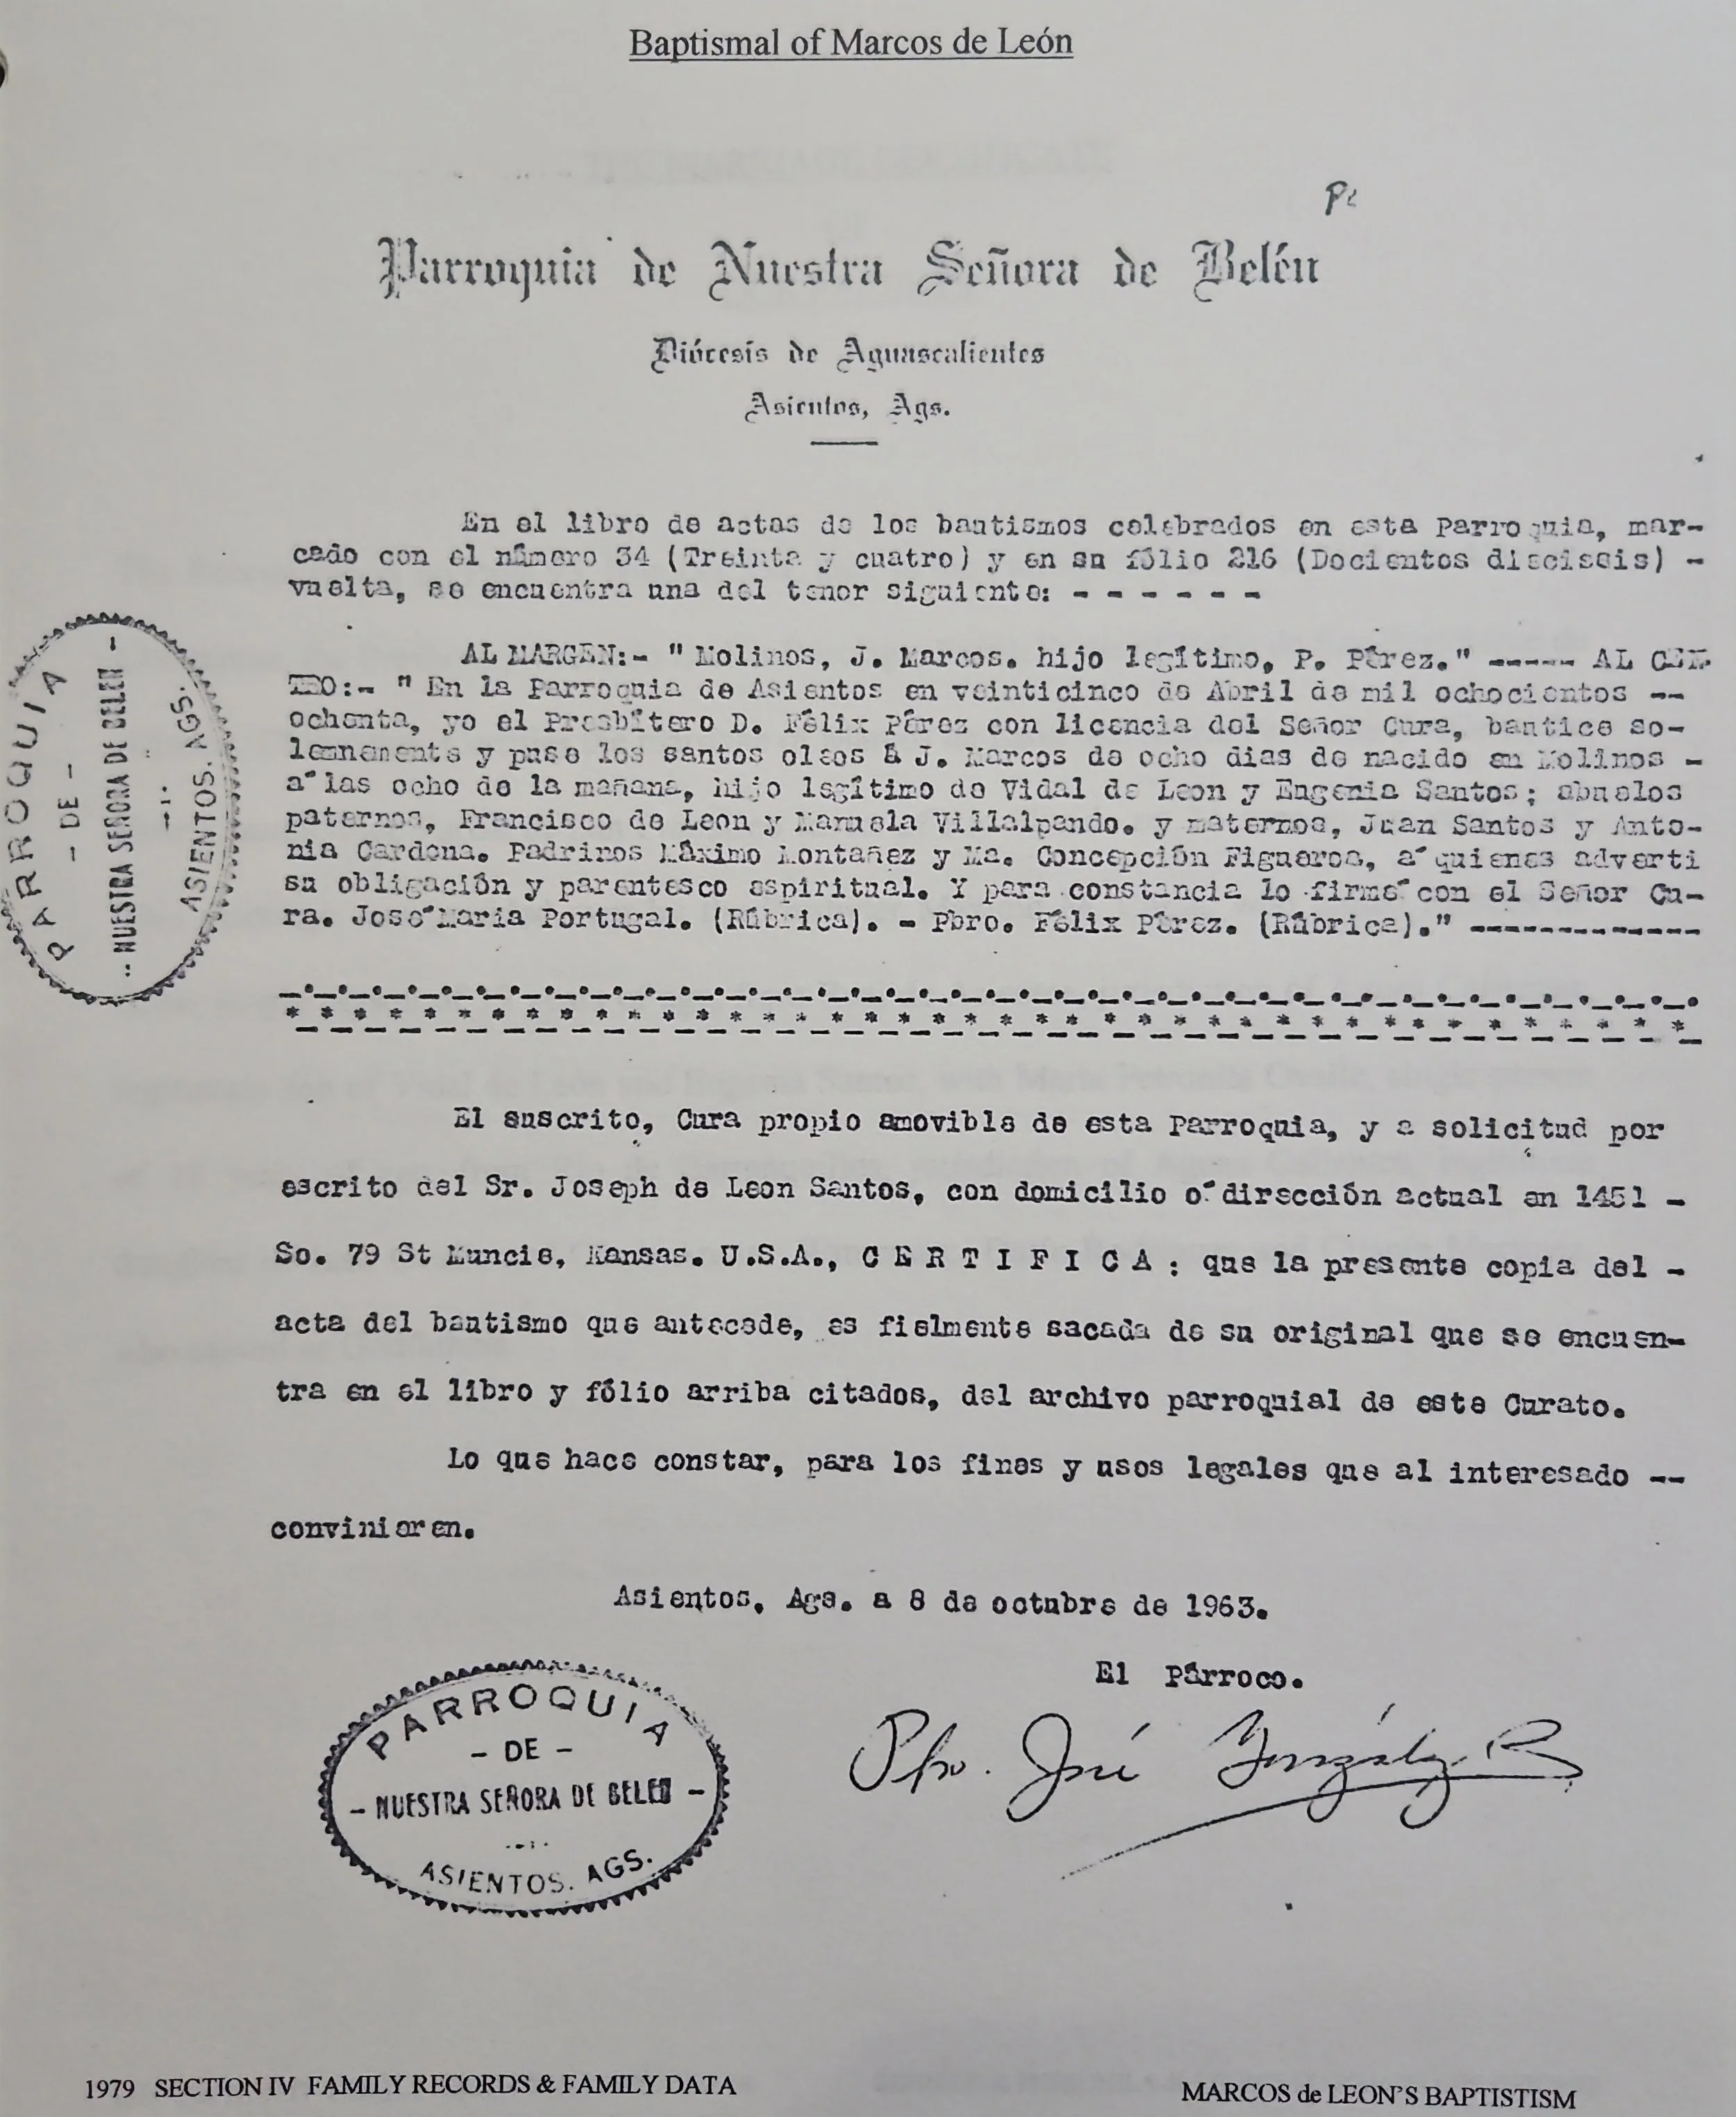 Baptismal of Marcos de León
Parroquia de Nuestra Señora de Belén
Diócesis de Aguascalientes
Asientos, Ags.
En el libro de actas de los bautismos celebrados en esta Parroquia, mar-
cado con el número 34 (Treinta y cuatro) y en su fólio 216 (Docientos dieciseis) -
vuelta, se encuentra una del tenor siguiente: - - - - - -
AL MARGEN:- " Molinos, J. Marcos. hijo legítimo, P. Pérez." ----- AL CEN
TRO:- " En la Parroquia de Asientos en veinticinco de Abril de mil ochocientos --
ochenta, yo el Presbítero D. Félix Pérez con licencia del Señor Cura, bautice so-
lemnemente y puse los santos oleos á J. Marcos de ocho dias de nacido en Molinos -
a´ las ocho de la mañana, hijo legítimo de Vidal de Leon y Eugenia Santos; abuelos
paternos, Francisco de Leon y Manuela Villalpando. y maternos, Juan Santos y Anto-
nia Cardona. Padrinos Máximo Montañez y Ma. Concepción Figueroa, a´ quienes adverti
su obligación y parentesco espiritual. Y para constancia lo firme´ con el Señor Cu-
ra. Jose´ Maria Portugal. (Rúbrica). - Pbro. Félix Pérez. (Rúbrica)." -------------
El suscrito, Cura propio amovible de esta Parroquia, y a solicitud por
escrito del Sr. Joseph de Leon Santos, con domicilio o´ dirección actual en 1451 -
So. 79 St Muncie, Kansas. U.S.A., C E R T I F I C A : que la presente copia del -
acta del bautismo que antecede, es fielmente sacada de su original que se encuen-
tra en el libro y fólio arriba citados, del archivo parroquial de este Curato.
Lo que hace constar, para los fines y usos legales que al interesado --
conviniaren.
Asientos, Ags. a 8 de octubre de 1963.
El Párroco.
Pbro. José González R
PARROQUIA
- DE -
- NUESTRA SEÑORA DE BELEN -
ASIENTOS. AGS.
PARROQUIA
- DE -
- NUESTRA SEÑORA DE BELEN -
ASIENTOS. AGS.
1979 SECTION IV FAMILY RECORDS & FAMILY DATA
MARCOS de LEON'S BAPTISTISM